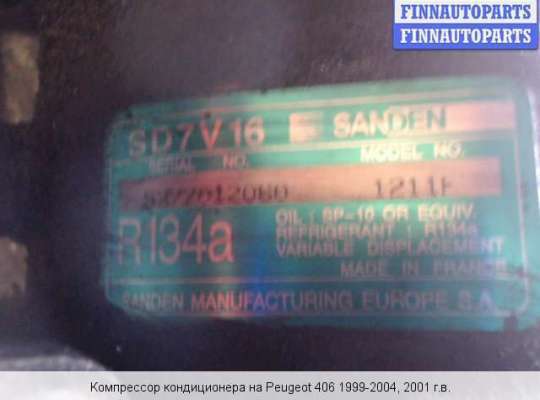 FINNAUTOPARTS
FINNAUTOPARTS
SD7V16 SANDEN
SERIAL NO. MODEL NO.
1211F
R134a
OIL : SP-10 OR EQUIV.
REFRIGERANT : R134a
VARIABLE DISPLACEMENT
MADE IN FRANCE
SANDEN MANUFACTURING EUROPE S.A.
Компрессор кондиционера на Peugeot 406 1999-2004, 2001 г.в.